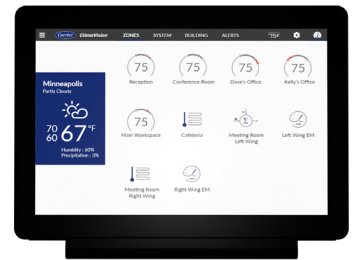 Carrier ClimaVision ZONES SYSTEM BUILDING ALERTS 75°F
Minneapolis
Partly Cloudy
70
60
67°F
Humidity : 60%
Precipitation : 3%
75 75 75 75
Reception Conference Room Dave's Office Kelly's Office
75
Main Workspace Cafeteria Meeting Room
Left Wing Left Wing EM
Meeting Room
Right Wing Right Wing EM